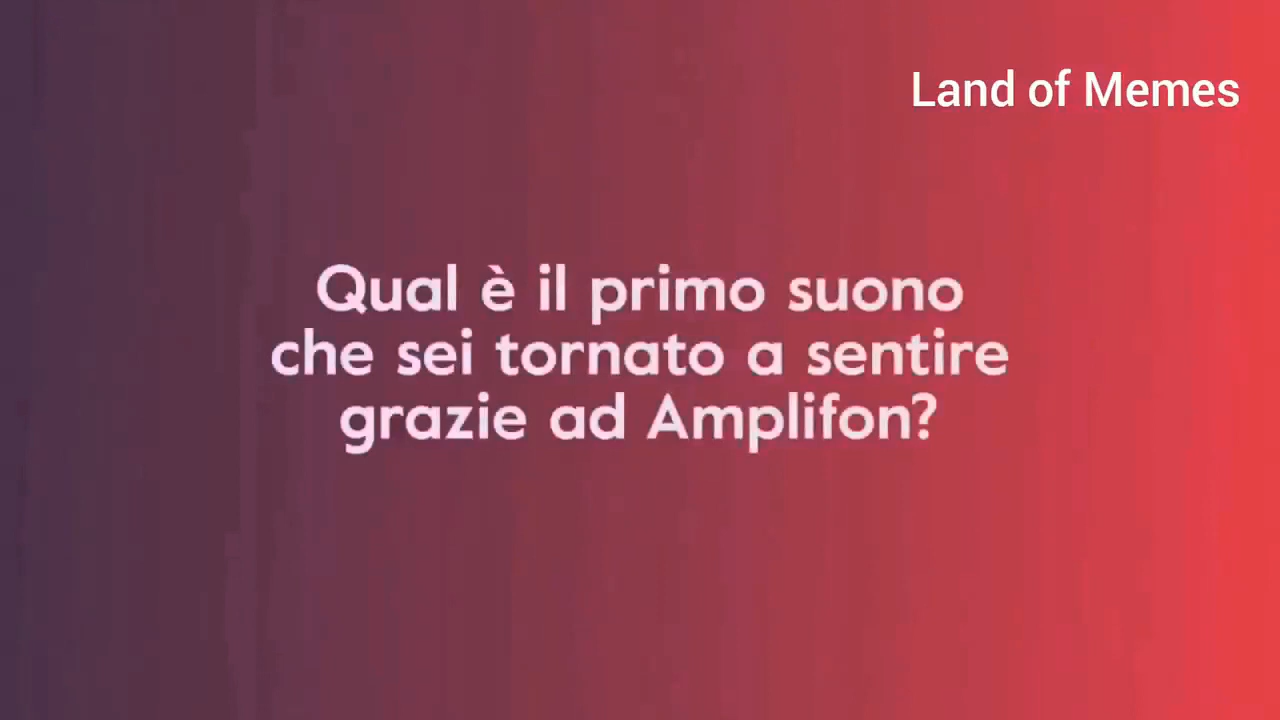 Land of Memes
Qual è il primo suono
che sei tornato a sentire
grazie ad Amplifon?